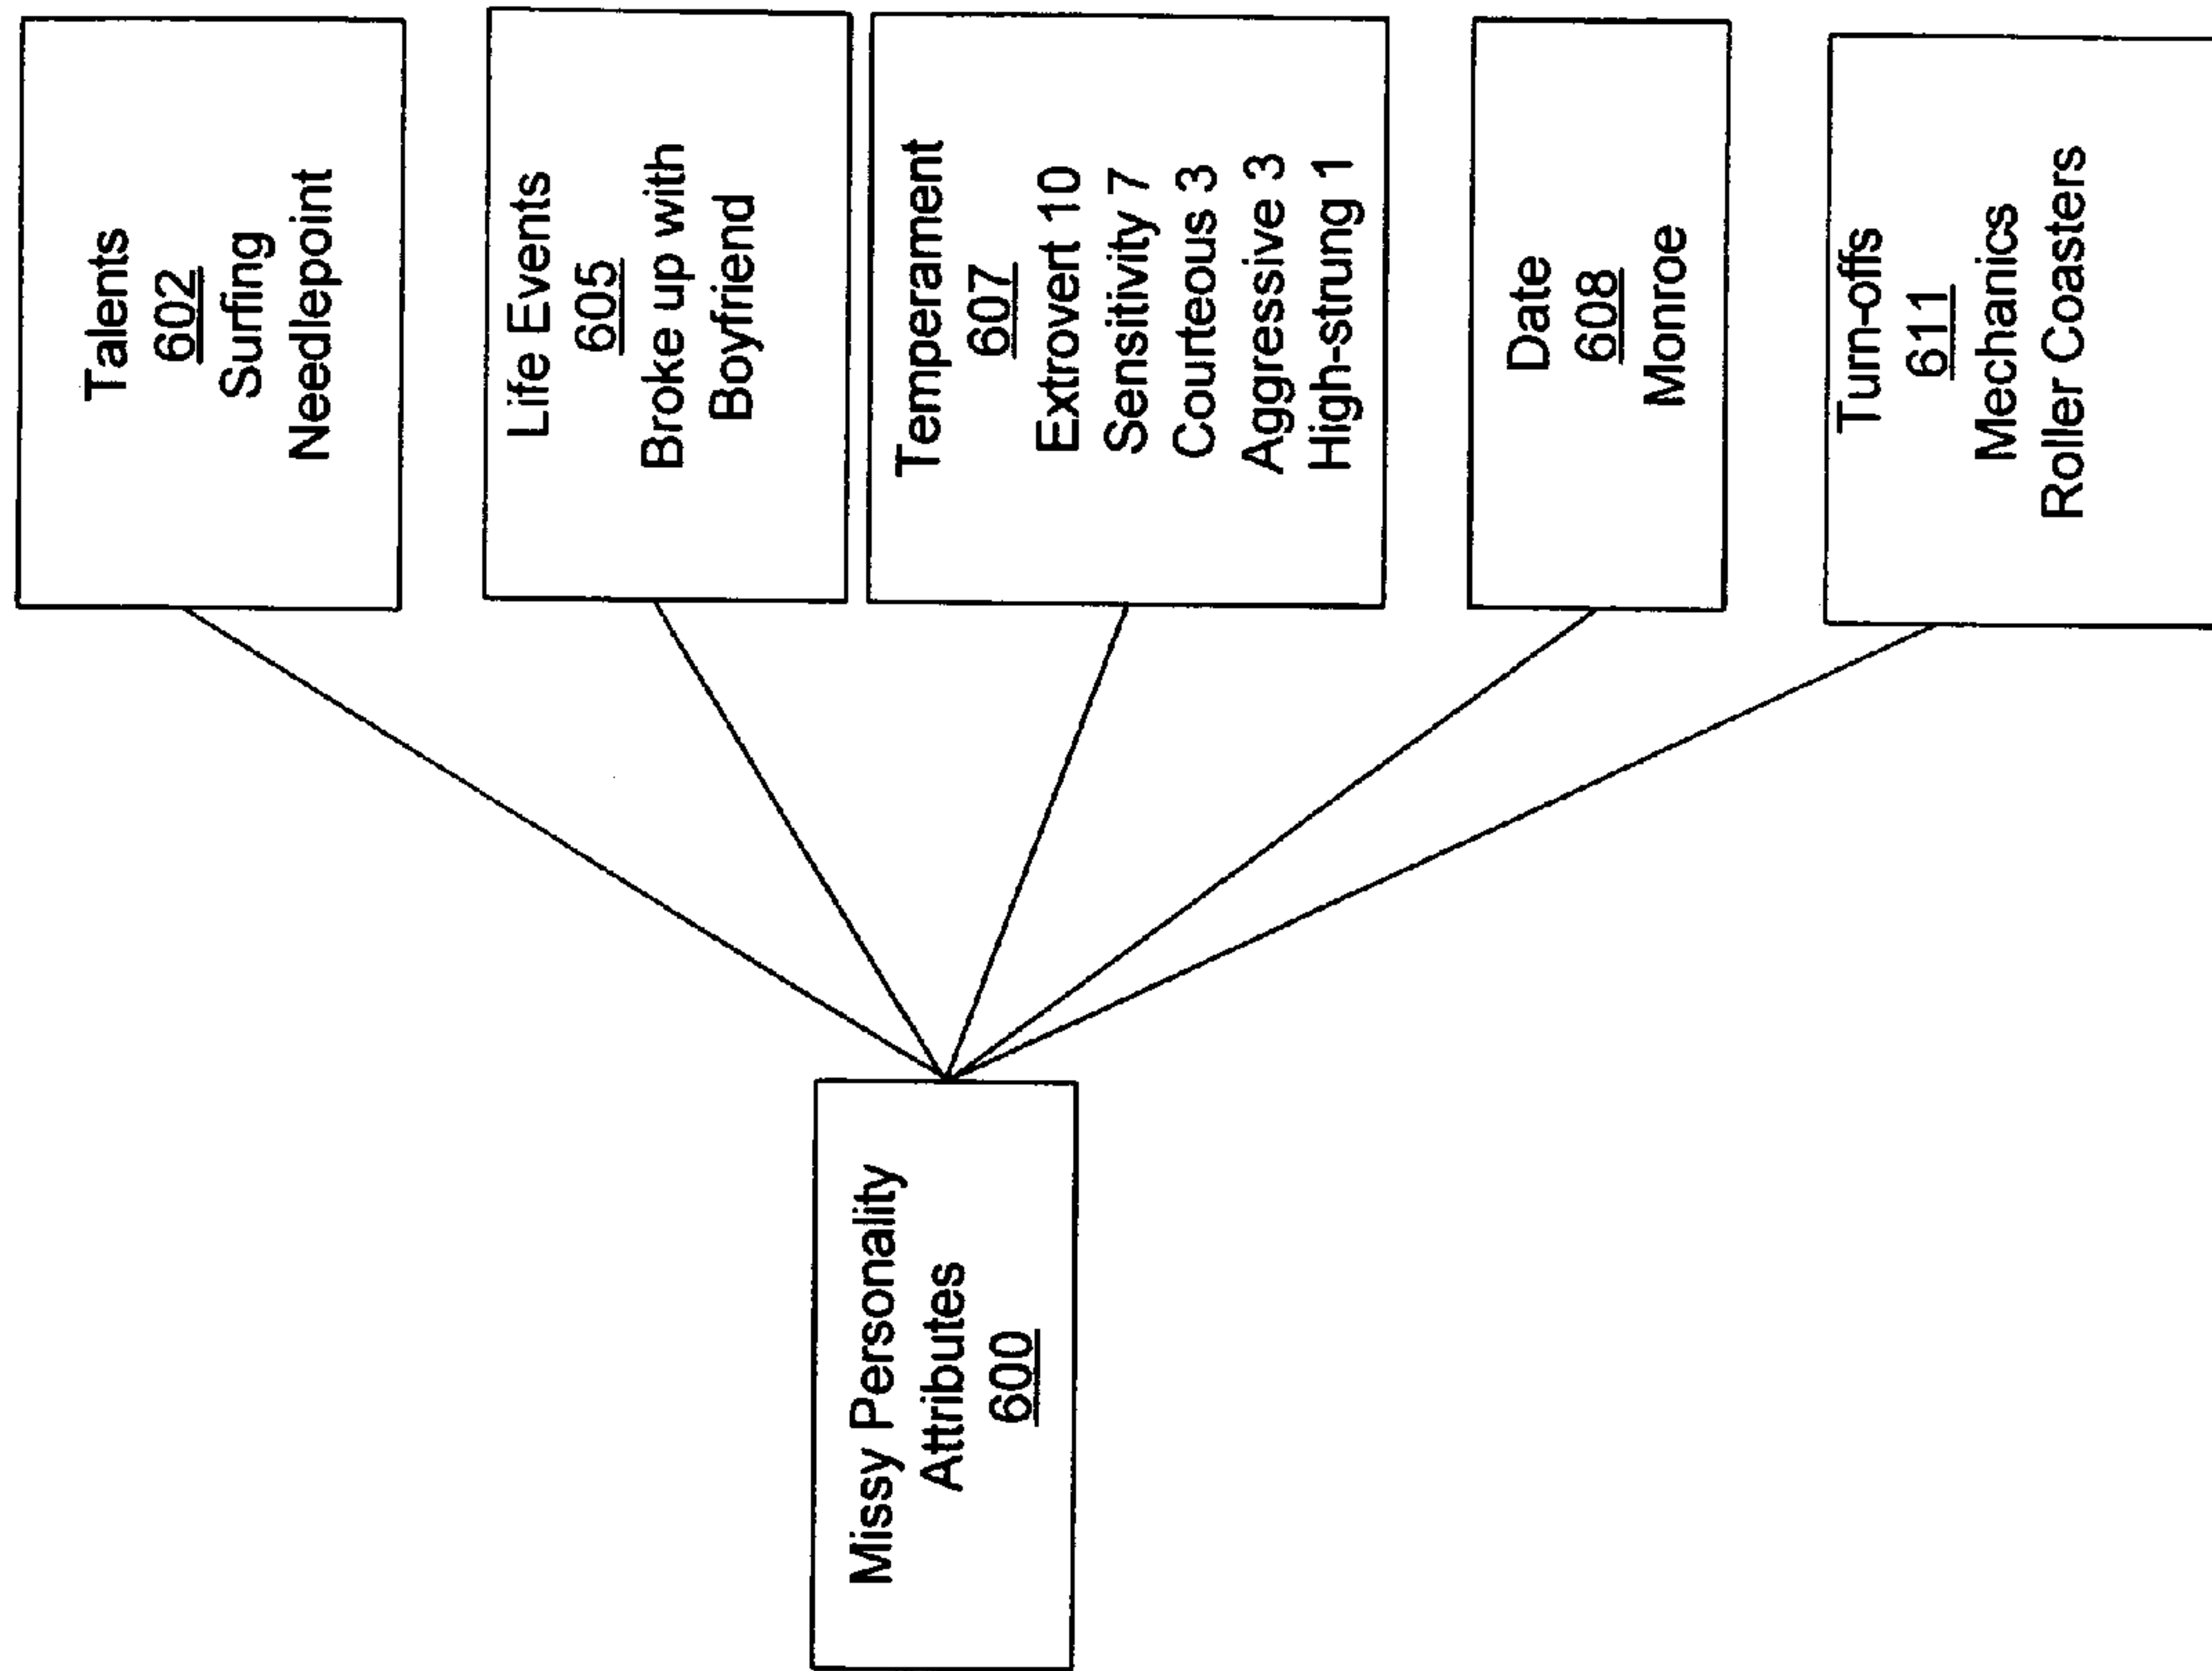 Missy Personality
Attributes
600
Talents
602
Surfing
Needlepoint
Life Events
605
Broke up with
Boyfriend
Temperament
607
Extrovert 10
Sensitivity 7
Courteous 3
Aggressive 3
High-strung 1
Date
608
Monroe
Turn-offs
611
Mechanics
Roller Coasters